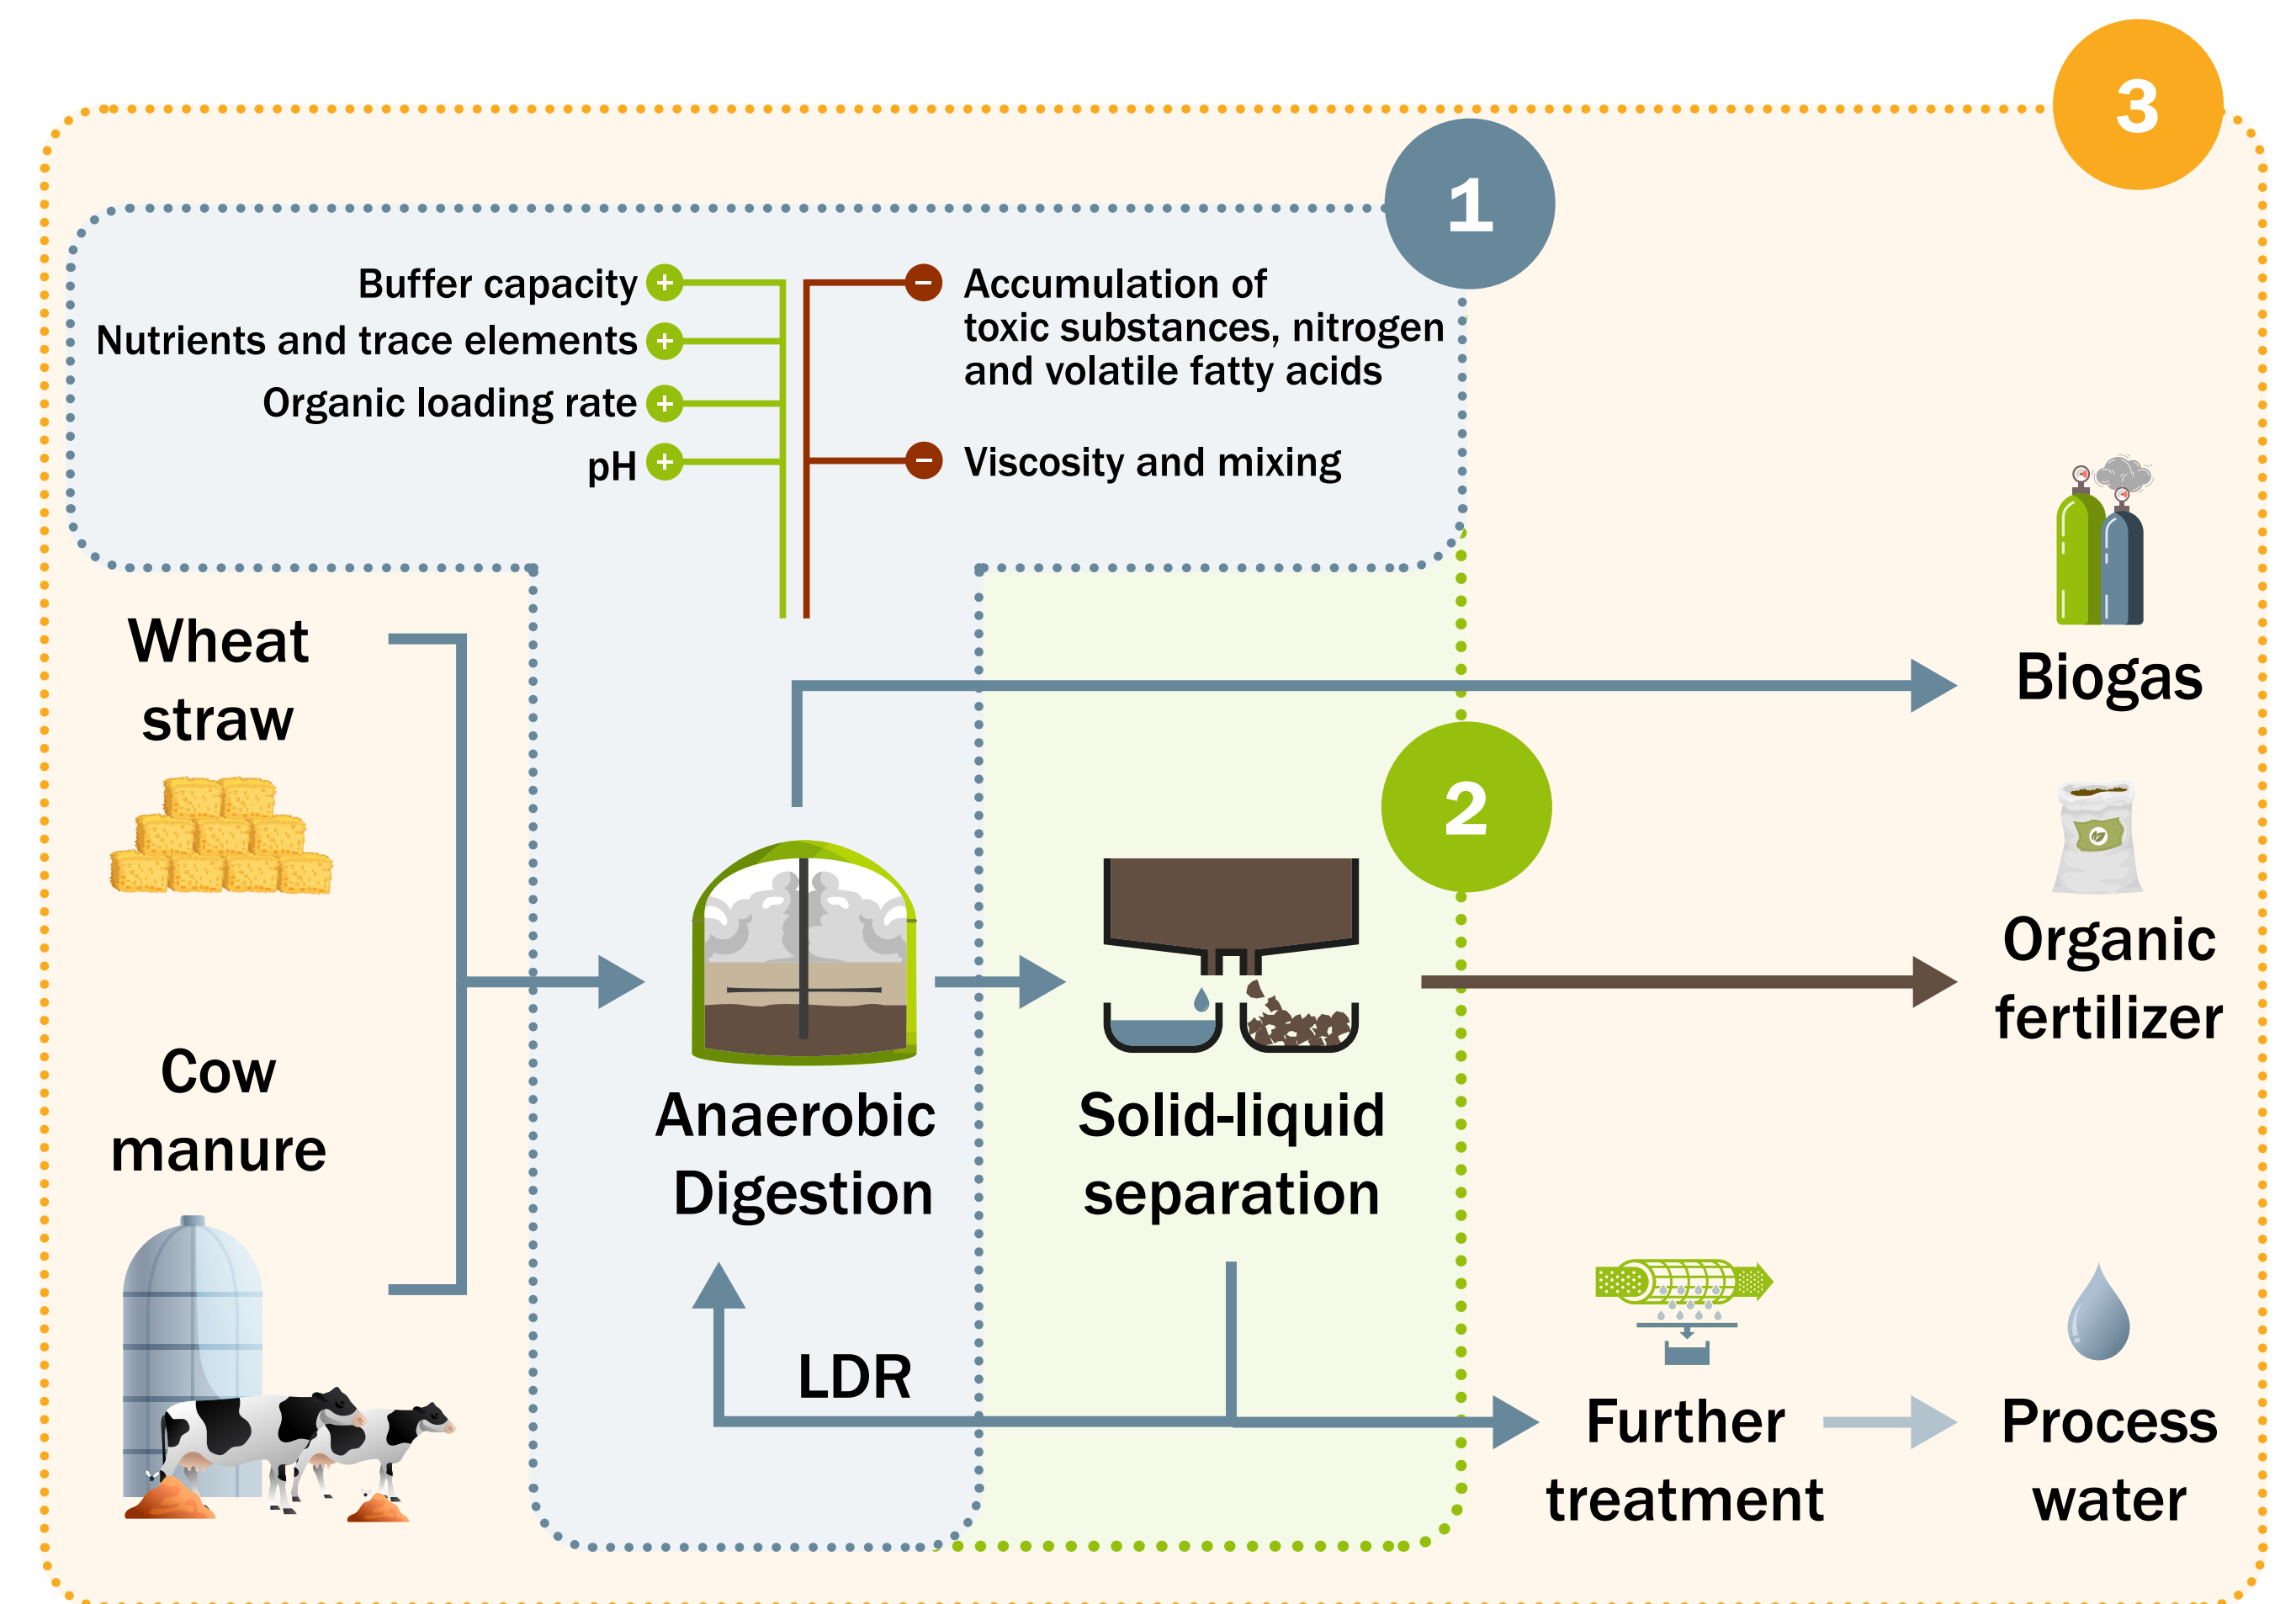 3
1
Buffer capacity
Nutrients and trace elements
Organic loading rate
pH
Accumulation of
toxic substances, nitrogen
and volatile fatty acids
Viscosity and mixing
Wheat
straw
Cow
manure
Anaerobic
Digestion
2
Solid-liquid
separation
LDR
Biogas
Organic
fertilizer
Further
treatment
Process
water